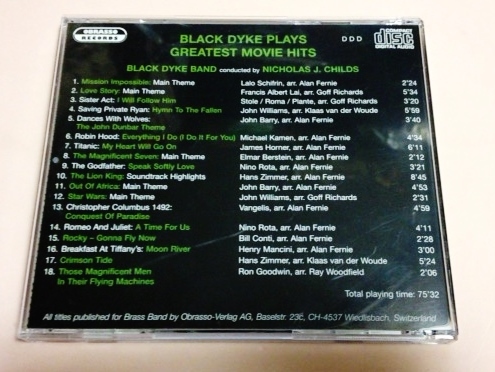 OBRASSO
RECORDS
BLACK DYKE PLAYS
GREATEST MOVIE HITS
DDD
COMPACT
disc
DIGITAL AUDIO
BLACK DYKE BAND conducted by NICHOLAS J. CHILDS
1. Mission Impossible: Main Theme Lalo Schifrin, arr. Alan Fernie 2'24
2. Love Story: Main Theme Francis Albert Lai, arr. Goff Richards 5'34
3. Sister Act: I Will Follow Him Stole / Roma / Plante, arr. Goff Richards 3'20
4. Saving Private Ryan: Hymn To The Fallen John Williams, arr. Klaas van der Woude 5'59
5. Dances With Wolves: John Barry, arr. Alan Fernie 3'40
The John Dunbar Theme
6. Robin Hood: Everything I Do (I Do It For You) Michael Kamen, arr. Alan Fernie 4'34
7. Titanic: My Heart Will Go On James Horner, arr. Alan Fernie 6'11
8. The Magnificent Seven: Main Theme Elmar Berstein, arr. Alan Fernie 2'12
9. The Godfather: Speak Softly Love Nino Rota, arr. Alan Fernie 3'21
10. The Lion King: Soundtrack Highlights Hans Zimmer, arr. Alan Fernie 8'45
11. Out Of Africa: Main Theme John Barry, arr. Alan Fernie 4'53
12. Star Wars: Main Theme John Williams, arr. Goff Richards 2'31
13. Christopher Columbus 1492: Vangelis, arr. Alan Fernie 4'59
Conquest Of Paradise
14. Romeo And Juliet: A Time For Us Nino Rota, arr. Alan Fernie 4'11
15. Rocky – Gonna Fly Now Bill Conti, arr. Alan Fernie 2'28
16. Breakfast At Tiffany's: Moon River Henry Mancini, arr. Alan Fernie 3'00
17. Crimson Tide Hans Zimmer, arr. Klaas van der Woude 5'24
18. Those Magnificent Men Ron Goodwin, arr. Ray Woodfield 2'06
In Their Flying Machines
Total playing time: 75'32
All titles published for Brass Band by Obrasso-Verlag AG, Baselstr. 23c, CH-4537 Wiedlisbach, Switzerland